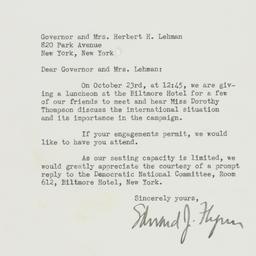 Governor and Mrs. Herbert H. Lehman
820 Park Avenue
New York, New York
Dear Governor and Mrs. Lehman:
On October 23rd, at 12:45, we are giv-
ing a luncheon at the Biltmore Hotel for a few
of our friends to meet and hear Miss Dorothy
Thompson discuss the international situation
and its importance in the campaign.
If your engagements permit, we would
like to have you attend.
As our seating capacity is limited, we
would greatly appreciate the courtesy of a prompt
reply to the Democratic National Committee, Room
612, Biltmore Hotel, New York.
Sincerely yours,
Edward J. Flynn